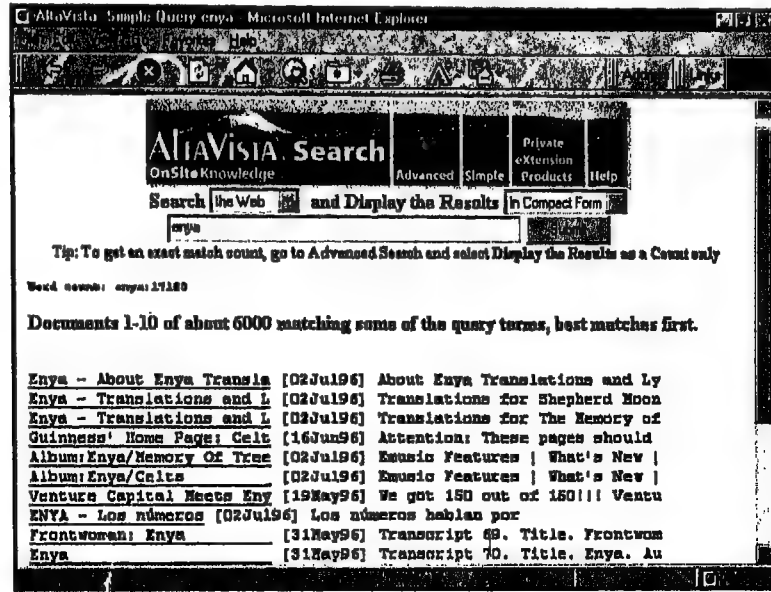 AltaVista: Simple Query enya - Microsoft Internet Explorer
Help
ALTAVISTA Search
OnSite Knowledge
Advanced
Simple
Private
eXtension
Products
Help
Search the Web and Display the Results In Compact Form
enya
Tip: To get an exact match count, go to Advanced Search and select Display the Results as a Count only
Word count: enya:17180
Documents 1-10 of about 6000 matching some of the query terms, best matches first.
Enya - About Enya Transla [02Jul96] About Enya Translations and Ly
Enya - Translations and L [02Jul96] Translations for Shepherd Moon
Enya - Translations and L [02Jul96] Translations for The Memory of
Guinness' Home Page: Celt [16Jun96] Attention: These pages should
Album:Enya/Memory Of Tree [02Jul96] Emusic Features | What's New |
Album:Enya/Celts [02Jul96] Emusic Features | What's New |
Venture Capital Meets Eny [19May96] We got 150 out of 150!!! Ventu
ENYA - Los números [02Jul96] Los números hablan por
Frontwoman: Enya [31May96] Transcript 69. Title. Frontwom
Enya [31May96] Transcript 70. Title. Enya. Au